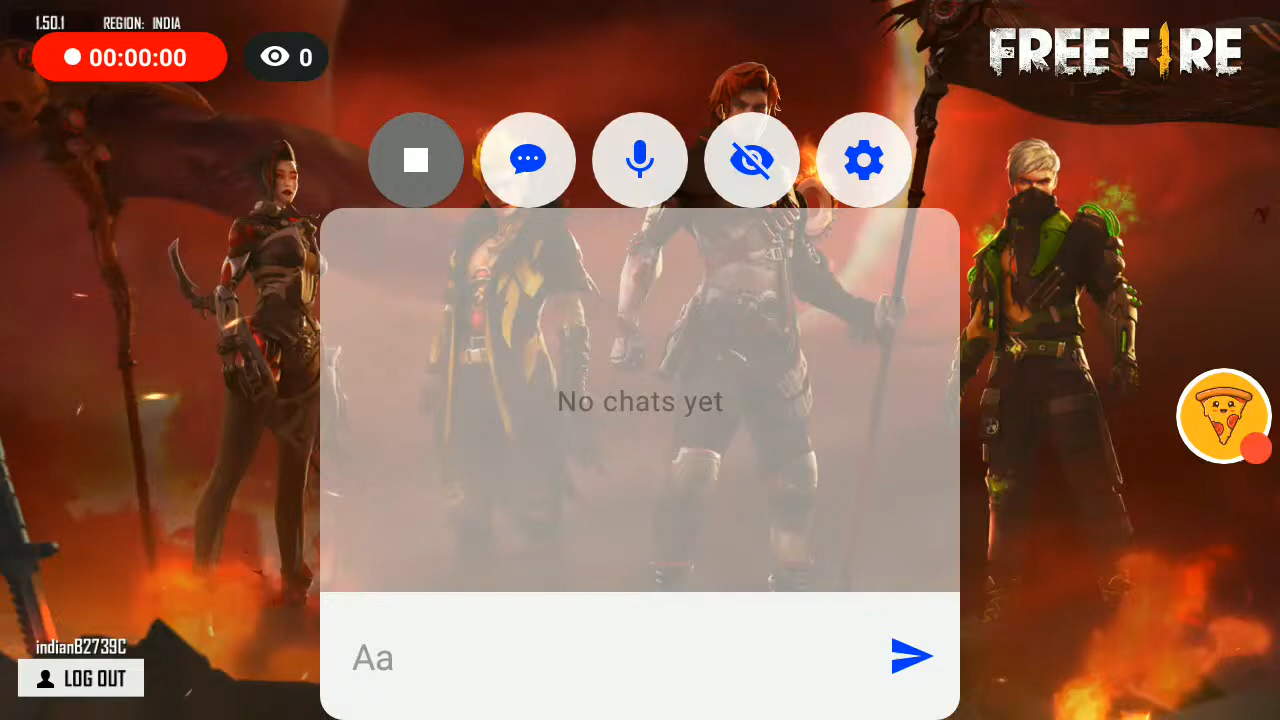 1.50.1 REGION: INDIA
00:00:00 0
FREE FIRE
No chats yet
Aa
indianB2739C
LOG OUT